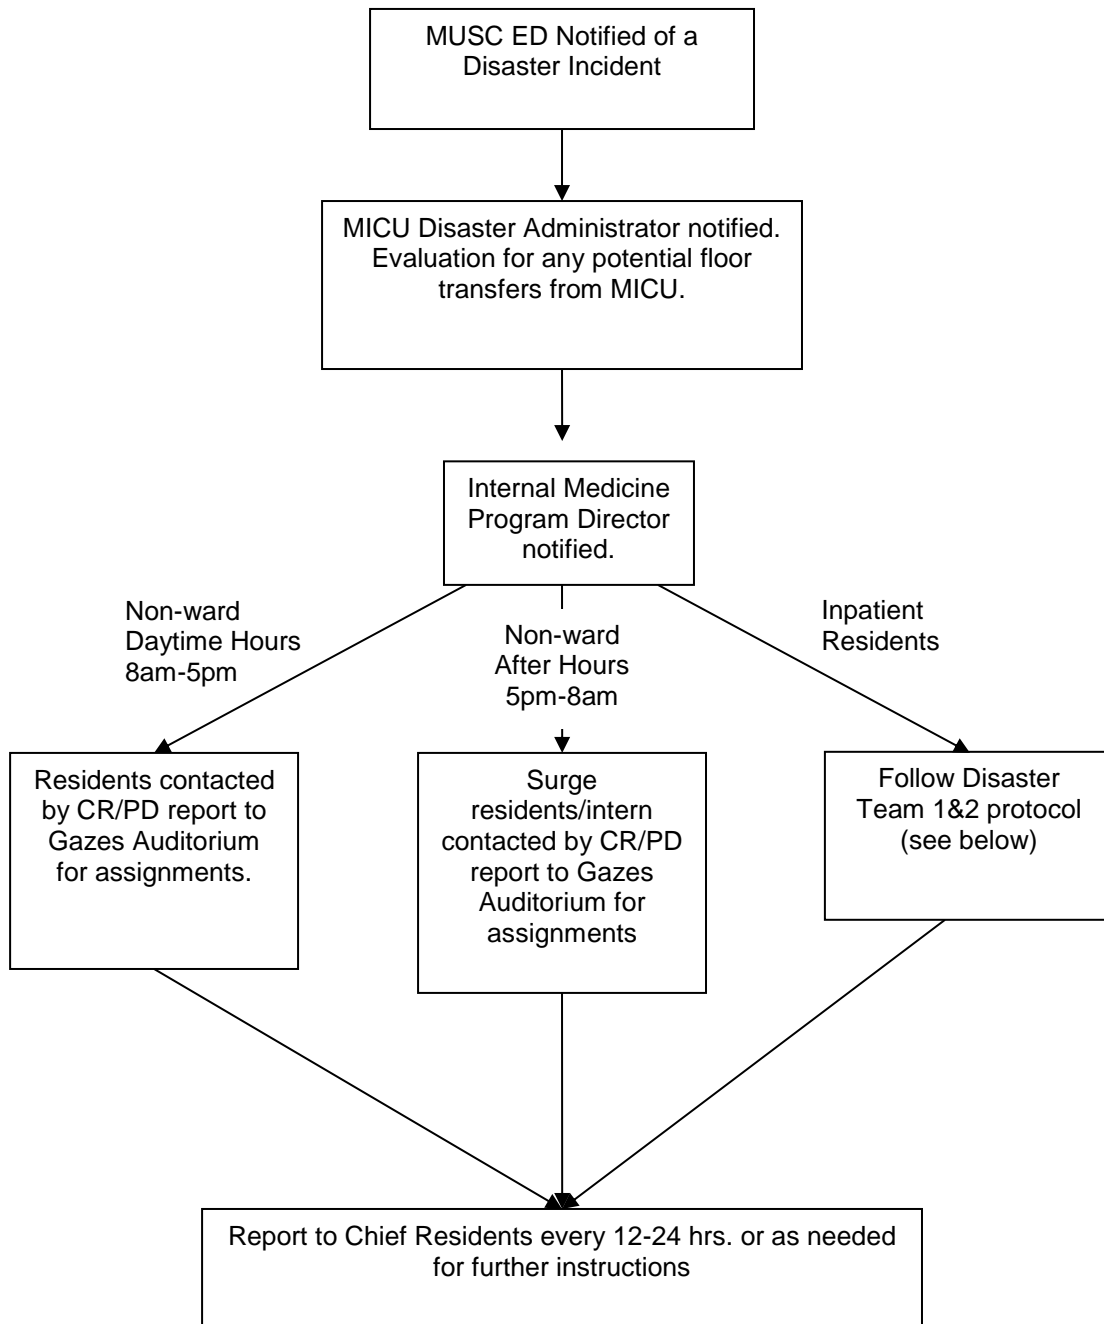 MUSC ED Notified of a
Disaster Incident
MICU Disaster Administrator notified.
Evaluation for any potential floor
transfers from MICU.
Internal Medicine
Program Director
notified.
Non-ward
Daytime Hours
8am-5pm
Non-ward
After Hours
5pm-8am
Inpatient
Residents
Residents contacted
by CR/PD report to
Gazes Auditorium
for assignments.
Surge
residents/intern
contacted by CR/PD
report to Gazes
Auditorium for
assignments
Follow Disaster
Team 1&2 protocol
(see below)
Report to Chief Residents every 12-24 hrs. or as needed
for further instructions